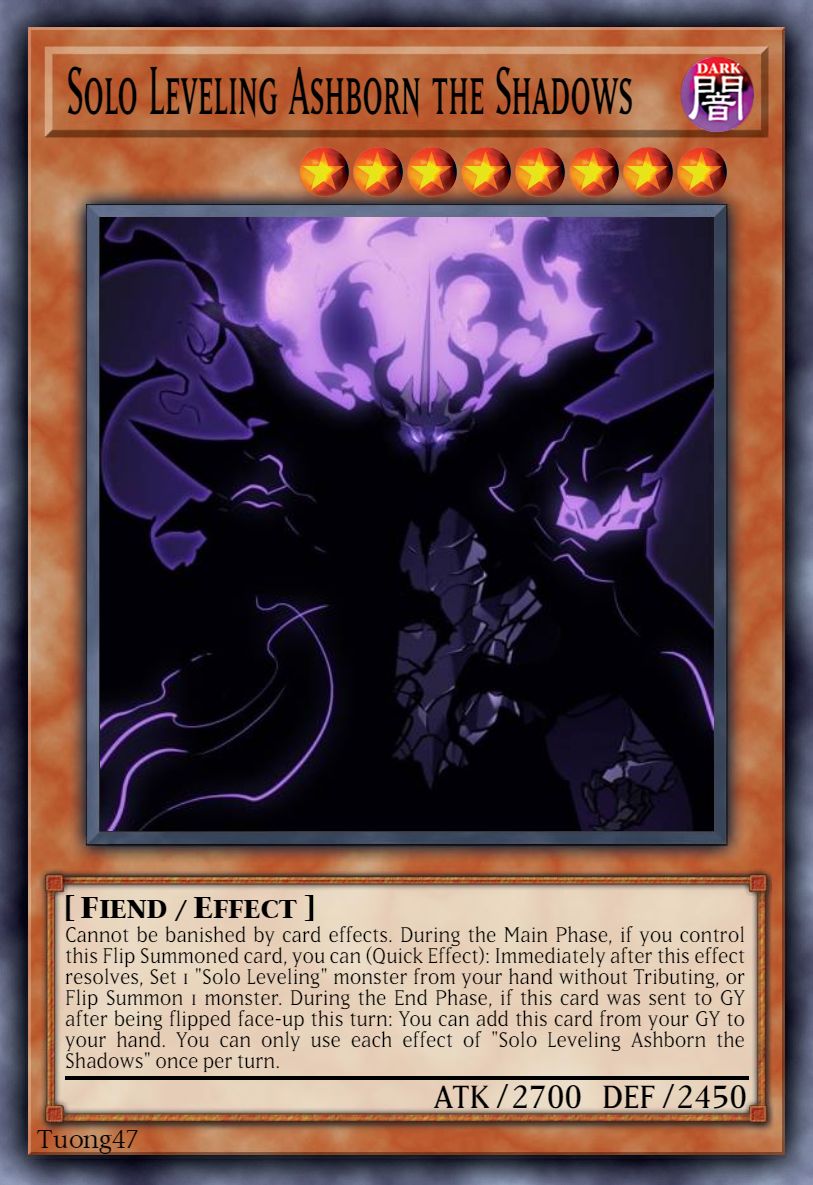 Solo Leveling Ashborn the Shadows
DARK
闇
[ Fiend / Effect ]
Cannot be banished by card effects. During the Main Phase, if you control
this Flip Summoned card, you can (Quick Effect): Immediately after this effect
resolves, Set 1 "Solo Leveling" monster from your hand without Tributing, or
Flip Summon 1 monster. During the End Phase, if this card was sent to GY
after being flipped face-up this turn: You can add this card from your GY to
your hand. You can only use each effect of "Solo Leveling Ashborn the
Shadows" once per turn.
ATK / 2700 DEF / 2450
Tuong47